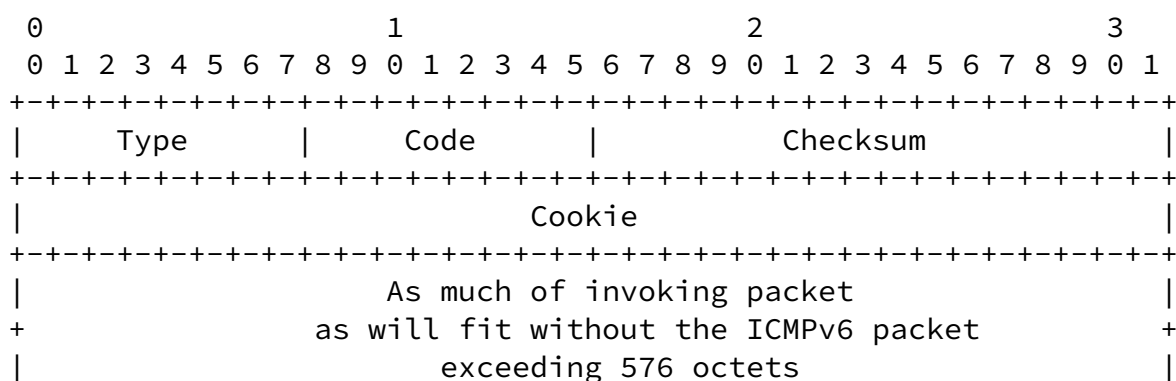 0                   1                   2                   3
 0 1 2 3 4 5 6 7 8 9 0 1 2 3 4 5 6 7 8 9 0 1 2 3 4 5 6 7 8 9 0 1
+-+-+-+-+-+-+-+-+-+-+-+-+-+-+-+-+-+-+-+-+-+-+-+-+-+-+-+-+-+-+-+-+
|     Type      |     Code      |          Checksum             |
+-+-+-+-+-+-+-+-+-+-+-+-+-+-+-+-+-+-+-+-+-+-+-+-+-+-+-+-+-+-+-+-+
|                            Cookie                             |
+-+-+-+-+-+-+-+-+-+-+-+-+-+-+-+-+-+-+-+-+-+-+-+-+-+-+-+-+-+-+-+-+
|                    As much of invoking packet                 |
+                as will fit without the ICMPv6 packet          +
|                       exceeding 576 octets                    |